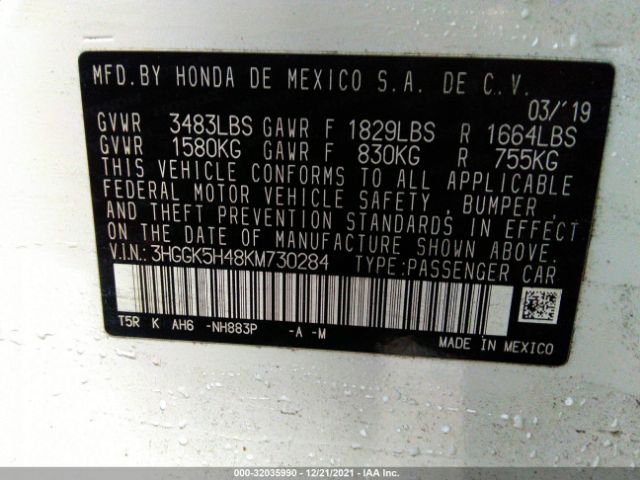 MFD. BY HONDA DE MEXICO S.A. DE C.V.
03/'19
GVWR 3483LBS GAWR F 1829LBS R 1664LBS
GVWR 1580KG GAWR F 830KG R 755KG
THIS VEHICLE CONFORMS TO ALL APPLICABLE
FEDERAL MOTOR VEHICLE SAFETY , BUMPER ,
AND THEFT PREVENTION STANDARDS IN EFFECT
ON THE DATE OF MANUFACTURE SHOWN ABOVE.
V.I.N.: 3HGGK5H48KM730284 TYPE:PASSENGER CAR
T5R K AH6 -NH883P -A -M
MADE IN MEXICO
000-32035990 - 12/21/2021 - IAAI.com